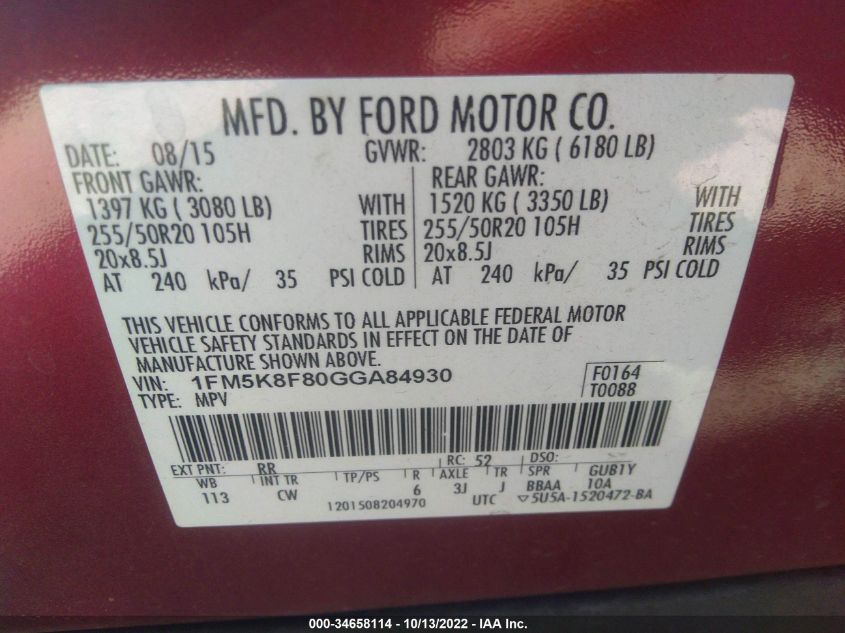 MFD. BY FORD MOTOR CO.
DATE: 08/15 GVWR: 2803 KG ( 6180 LB)
FRONT GAWR: REAR GAWR:
1397 KG ( 3080 LB) WITH 1520 KG ( 3350 LB) WITH
255/50R20 105H TIRES 255/50R20 105H TIRES
20x8.5J RIMS 20x8.5J RIMS
AT 240 kPa/ 35 PSI COLD AT 240 kPa/ 35 PSI COLD
THIS VEHICLE CONFORMS TO ALL APPLICABLE FEDERAL MOTOR
VEHICLE SAFETY STANDARDS IN EFFECT ON THE DATE OF
MANUFACTURE SHOWN ABOVE.
VIN: 1FM5K8F80GGA84930 F0164
TYPE: MPV T0088
EXT PNT: RR RC: 52 DSO:
WB INT TR TP/PS R AXLE TR SPR GUB1Y
113 CW 6 3J J BBAA 10A
1201508204970 UTC ▽5U5A-1520472-BA
000-34658114 - 10/13/2022 - IAA Inc.